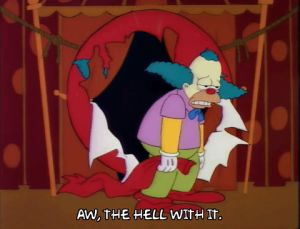 AW, THE HELL WITH IT.